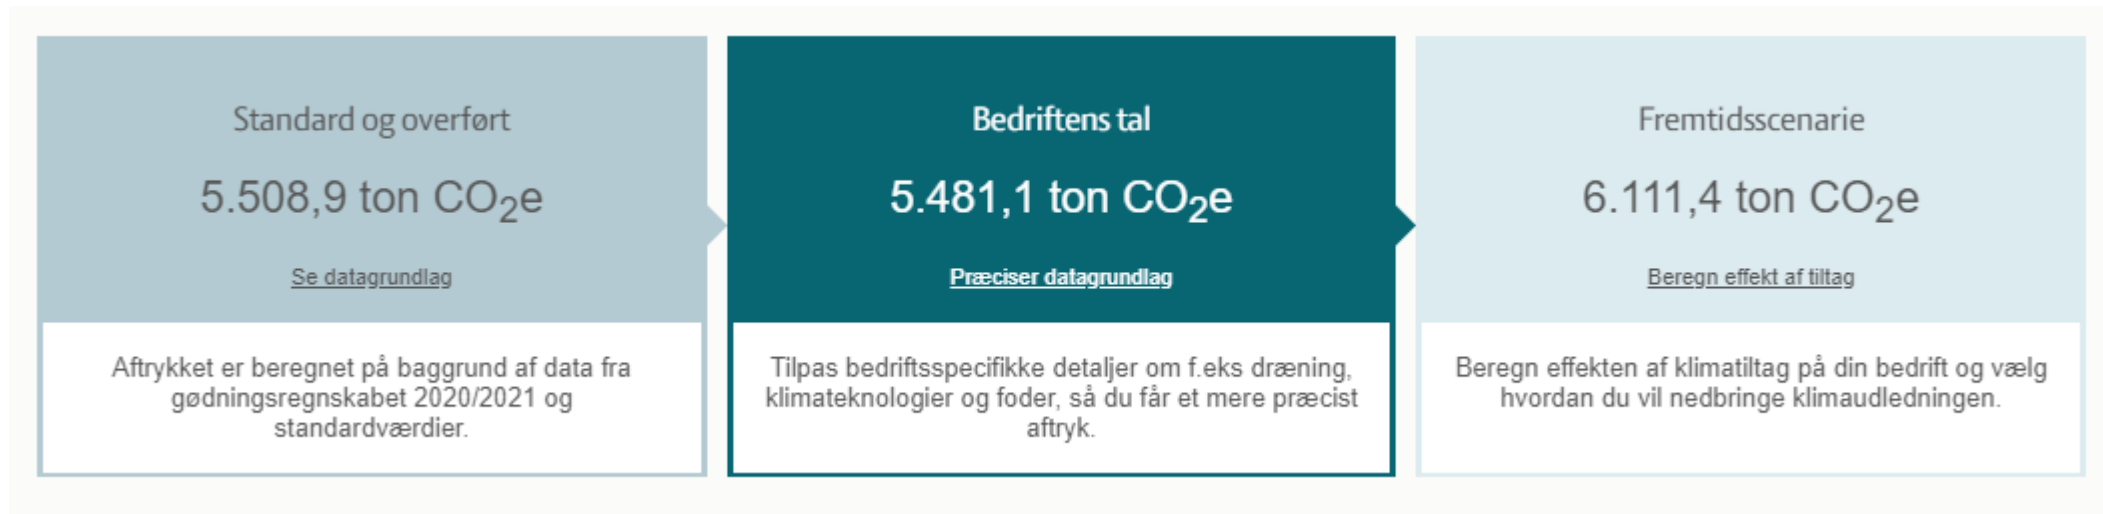 Standard og overført
5.508,9 ton CO₂e
Se datagrundlag
Aftrykket er beregnet på baggrund af data fra
gødningsregnskabet 2020/2021 og
standardværdier.
Bedriftens tal
5.481,1 ton CO₂e
Præciser datagrundlag
Tilpas bedriftsspecifikke detaljer om f.eks dræning,
klimateknologier og foder, så du får et mere præcist
aftryk.
Fremtidsscenarie
6.111,4 ton CO₂e
Beregn effekt af tiltag
Beregn effekten af klimatiltag på din bedrift og vælg
hvordan du vil nedbringe klimaudledningen.